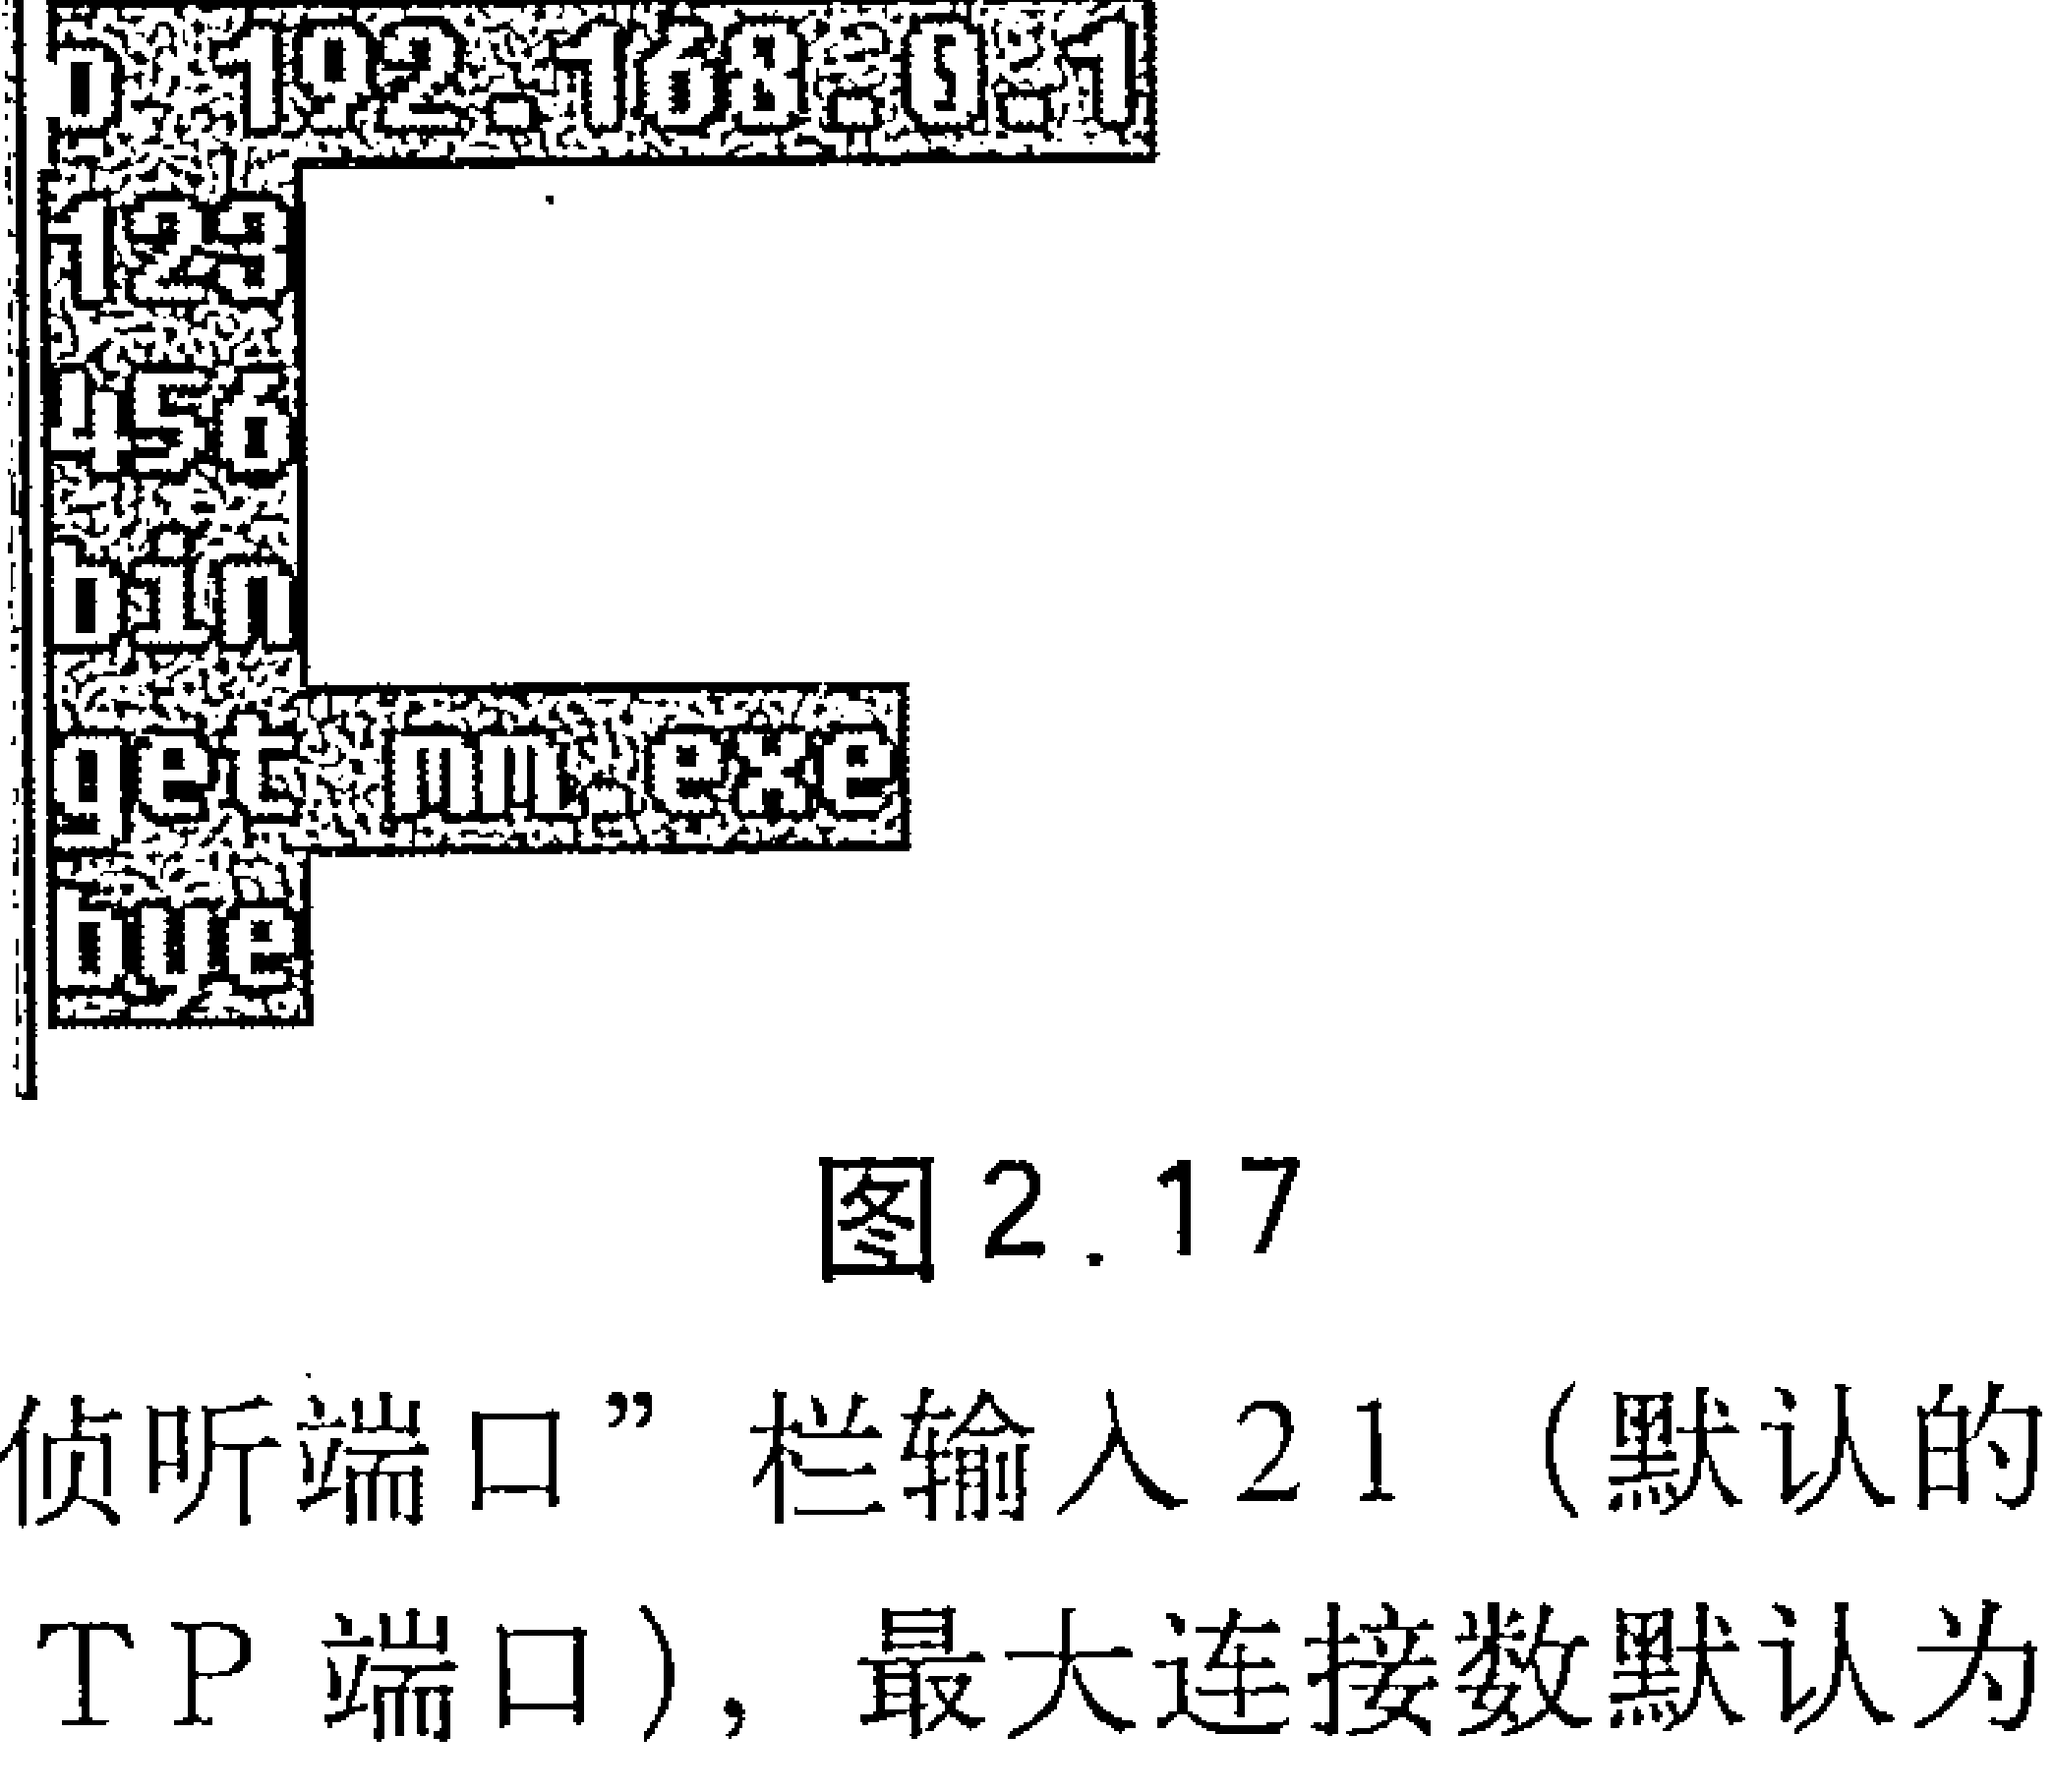 o 192.168.0.1
123
456
bin
get mm.exe
bye
图2.17
侦听端口”栏输入21（默认的
TP端口），最大连接数默认为